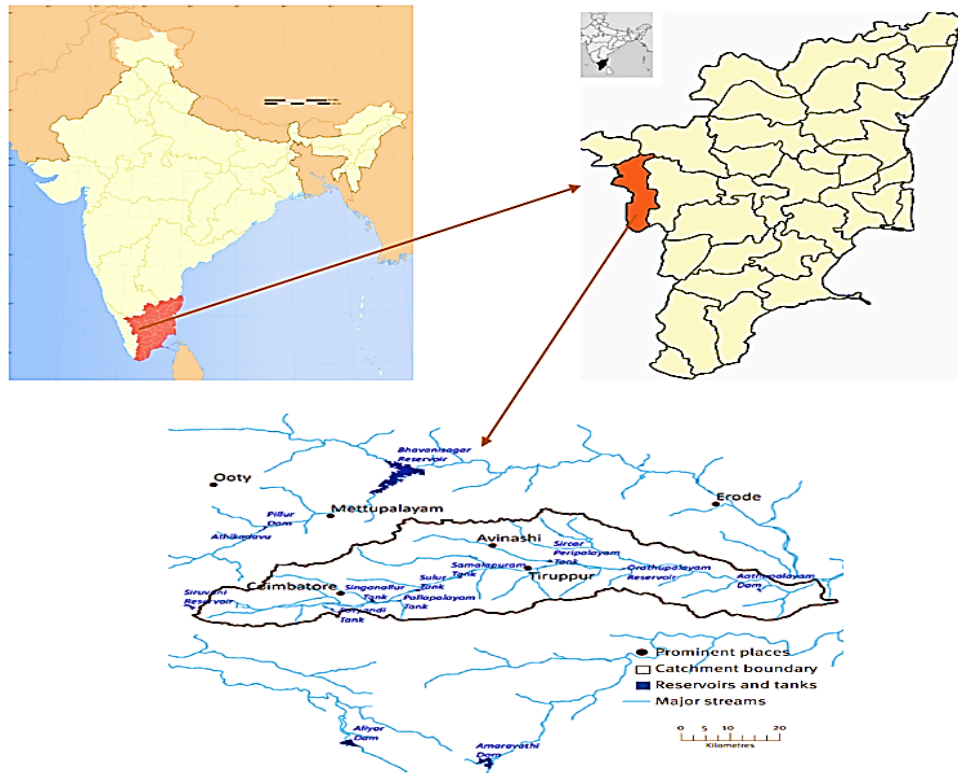 Bhavanisagar
Reservoir
Ooty
Mettupalayam
Erode
Pillur
Dam
Athikadavu
Avinashi
Sircar
Peripalayam
Tank
Samalapuram
Tank
Tiruppur
Orathupalayam
Reservoir
Aathupalayam
Dam
Coimbatore
Singanallur
Tank
Sulur
Tank
Pallapalayam
Tank
Siruvani
Reservoir
Tank
Prominent places
Catchment boundary
Reservoirs and tanks
Major streams
0 5 10 20
Kilometres
Aliyar
Dam
Amaravathi
Dam